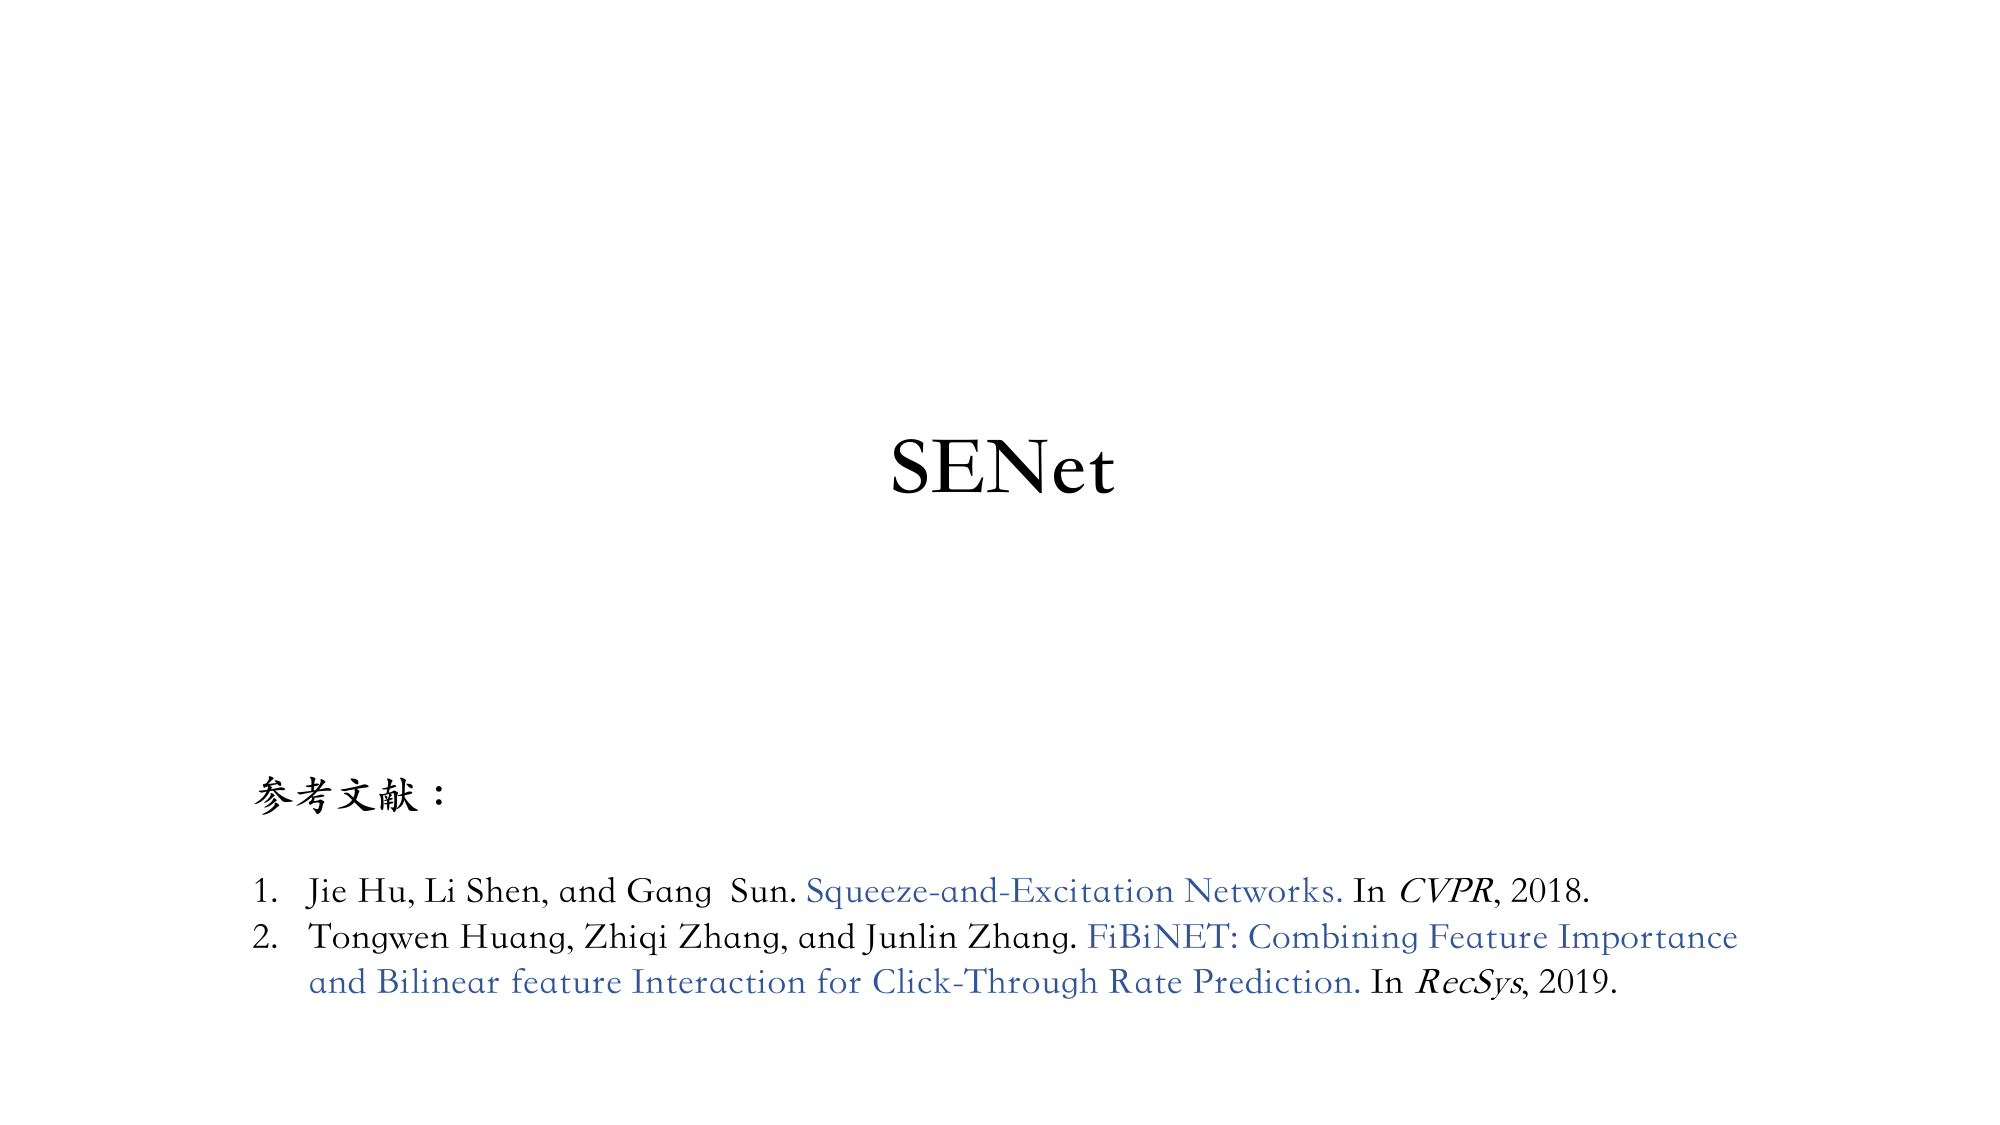 SENet
参考文献：
1. Jie Hu, Li Shen, and Gang Sun. Squeeze-and-Excitation Networks. In CVPR, 2018.
2. Tongwen Huang, Zhiqi Zhang, and Junlin Zhang. FiBiNET: Combining Feature Importance
and Bilinear feature Interaction for Click-Through Rate Prediction. In RecSys, 2019.